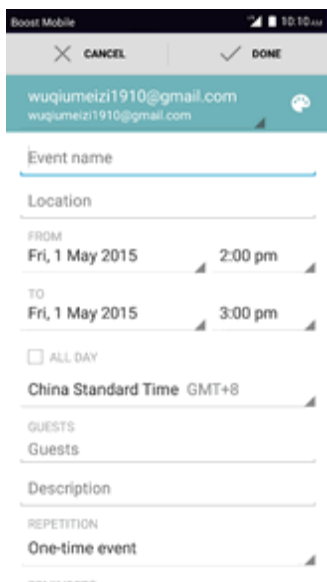 Boost Mobile 10:10 AM
CANCEL DONE
wuqiumeizi1910@gmail.com
wuqiumeizi1910@gmail.com
Event name
Location
FROM
Fri, 1 May 2015 2:00 pm
TO
Fri, 1 May 2015 3:00 pm
ALL DAY
China Standard Time GMT+8
GUESTS
Guests
Description
REPETITION
One-time event